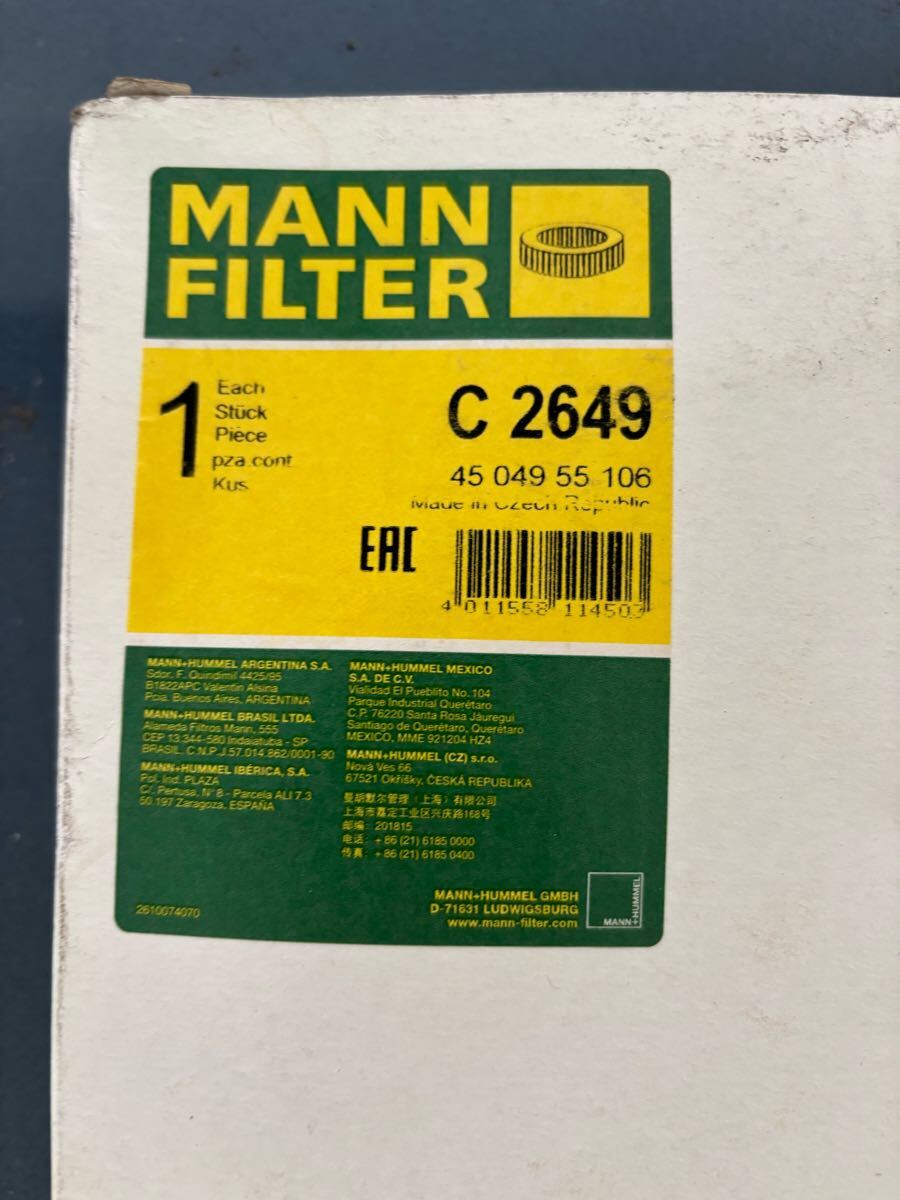 MANN
FILTER
1
Each
Stück
Pièce
pza.cont.
Kus
C 2649
45 049 55 106
Made in Czech Republic
EAC
4 011558 114503
MANN+HUMMEL ARGENTINA S.A.
Sdor. F. Quindimil 4425/95
B1822APC Valentin Alsina
Pcia. Buenos Aires, ARGENTINA
MANN+HUMMEL BRASIL LTDA.
Alameda Filtros Mann, 555
CEP 13.344-580 Indaiatuba - SP
BRASIL. C.N.P.J.57.014.862/0001-90
MANN+HUMMEL IBÉRICA, S.A.
Pol. Ind. PLAZA
C/. Pertusa, Nº 8 - Parcela ALI 7.3
50.197 Zaragoza. ESPAÑA
MANN+HUMMEL MEXICO
S.A. DE C.V.
Vialidad El Pueblito No. 104
Parque Industrial Querétaro
C.P. 76220 Santa Rosa Jáuregui
Santiago de Querétaro, Querétaro
MEXICO, MME 921204 HZ4
MANN+HUMMEL (CZ) s.r.o.
Nová Ves 66
67521 Okříšky, ČESKÁ REPUBLIKA
曼胡默尔管理（上海）有限公司
上海市嘉定工业区兴庆路168号
邮编: 201815
电话: + 86 (21) 6185 0000
传真: + 86 (21) 6185 0400
2610074070
MANN+HUMMEL GMBH
D-71631 LUDWIGSBURG
www.mann-filter.com
MANN+HUMMEL